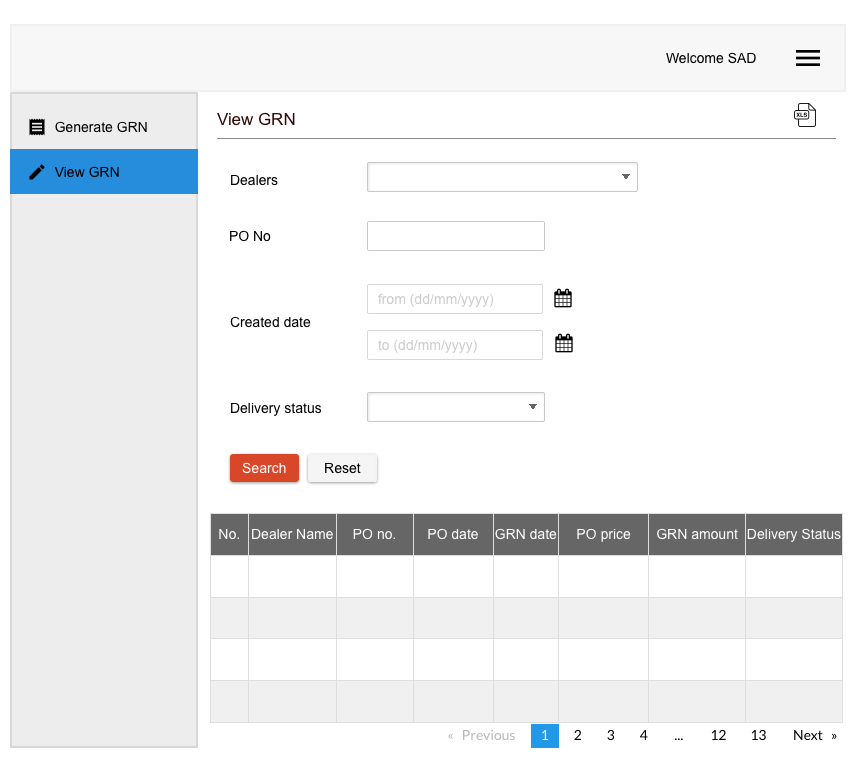 Welcome SAD
Generate GRN
View GRN
View GRN
XLS
Dealers
PO No
Created date
from (dd/mm/yyyy)
to (dd/mm/yyyy)
Delivery status
Search Reset
No. Dealer Name PO no. PO date GRN date PO price GRN amount Delivery Status
« Previous 1 2 3 4 ... 12 13 Next »